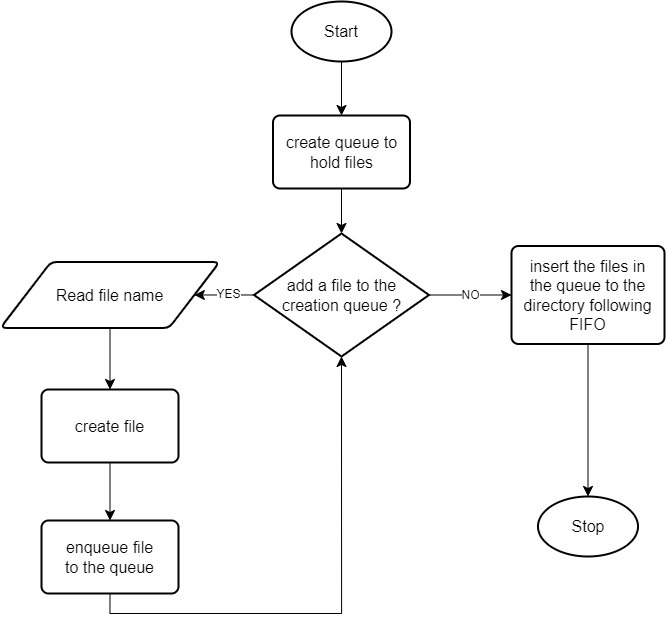 Start
create queue to
hold files
add a file to the
creation queue ?
YES
NO
Read file name
insert the files in
the queue to the
directory following
FIFO
create file
enqueue file
to the queue
Stop